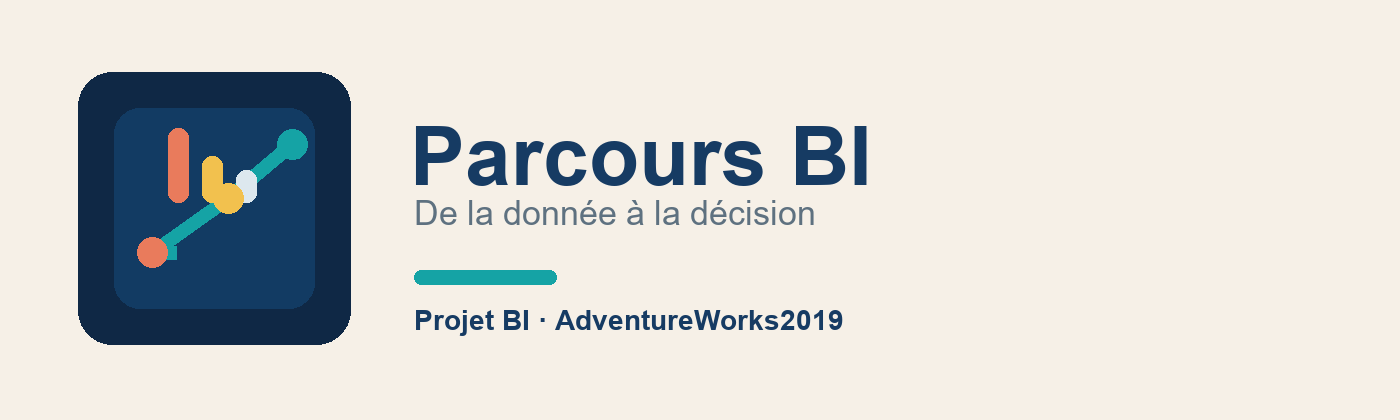 Parcours BI
De la donnée à la décision
Projet BI · AdventureWorks2019